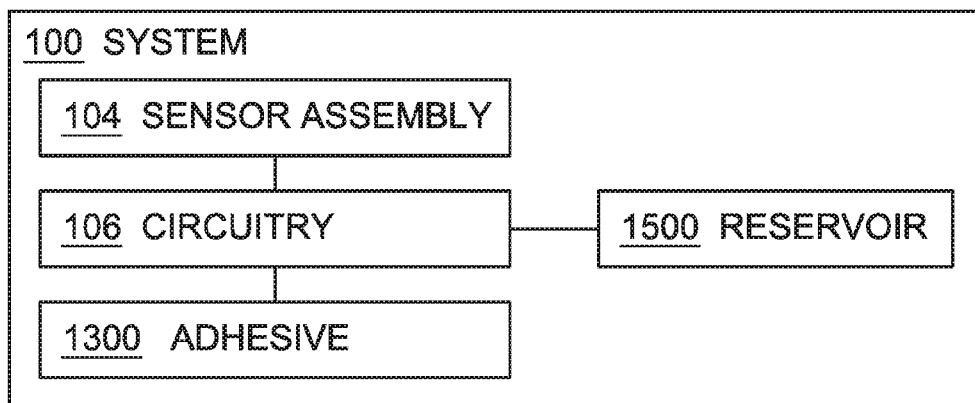 100 SYSTEM
104 SENSOR ASSEMBLY
106 CIRCUITRY
1500 RESERVOIR
1300 ADHESIVE